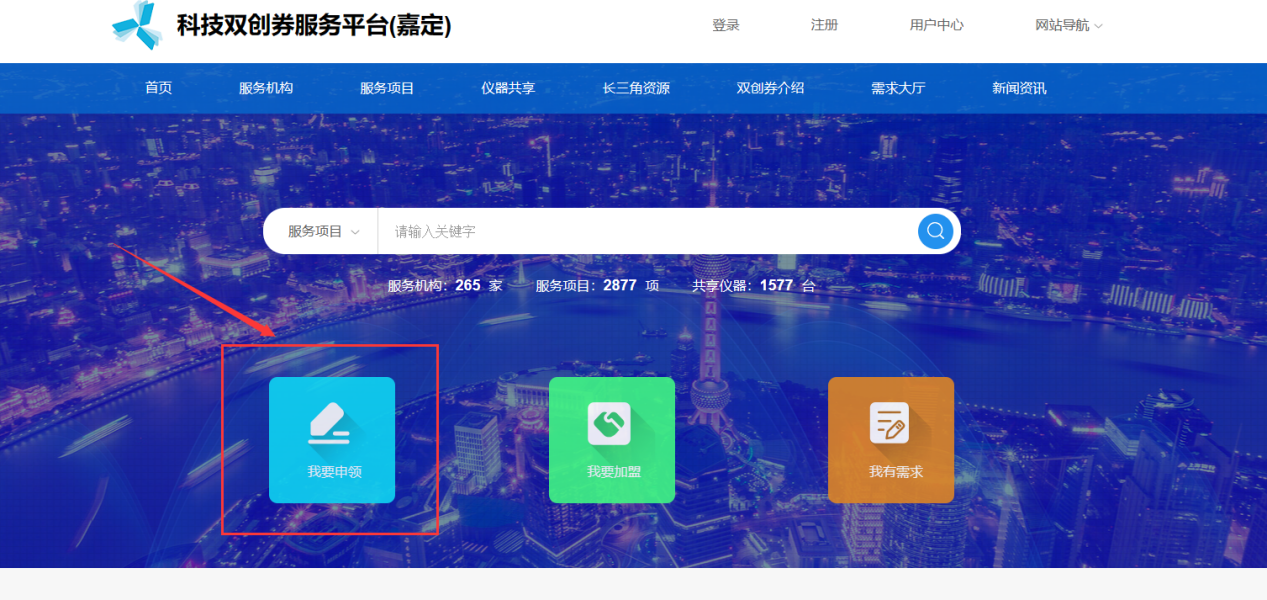 科技双创券服务平台(嘉定)
登录 注册 用户中心 网站导航
首页 服务机构 服务项目 仪器共享 长三角资源 双创券介绍 需求大厅 新闻资讯
服务项目 请输入关键字
服务机构：265 家 服务项目：2877 项 共享仪器：1577 台
我要申领 我要加盟 我有需求